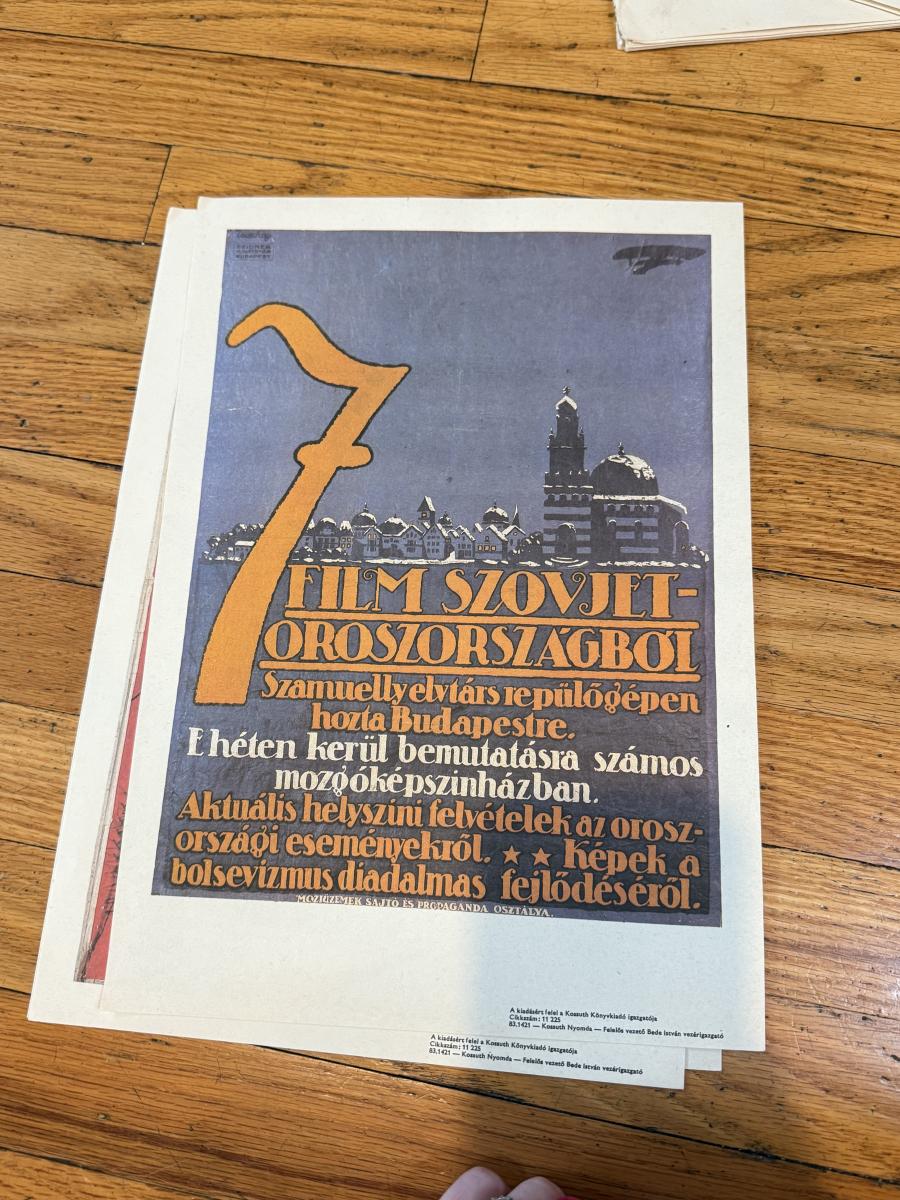 7
FILM SZOVJET-
OROSZORSZÁGBÓL
Szamuelly elvtárs repülőgépen
hozta Budapestre.
E héten kerül bemutatásra számos
mozgóképszinházban.
Aktuális helyszini felvételek az orosz-
országi eseményekről. ★ ★ Képek a
bolsevizmus diadalmas fejlődéséről.
MOZIÜZEMEK SAJTÓ ÉS PROPAGANDA OSZTÁLYA.
A kiadásért felel a Kossuth Könyvkiadó igazgatója
Cikkszám: 11 225
83.1421 — Kossuth Nyomda — Felelős vezető Bede István vezérigazgató
A kiadásért felel a Kossuth Könyvkiadó igazgatója
Cikkszám: 11 225
83.1421 — Kossuth Nyomda — Felelős vezető Bede István vezérigazgató